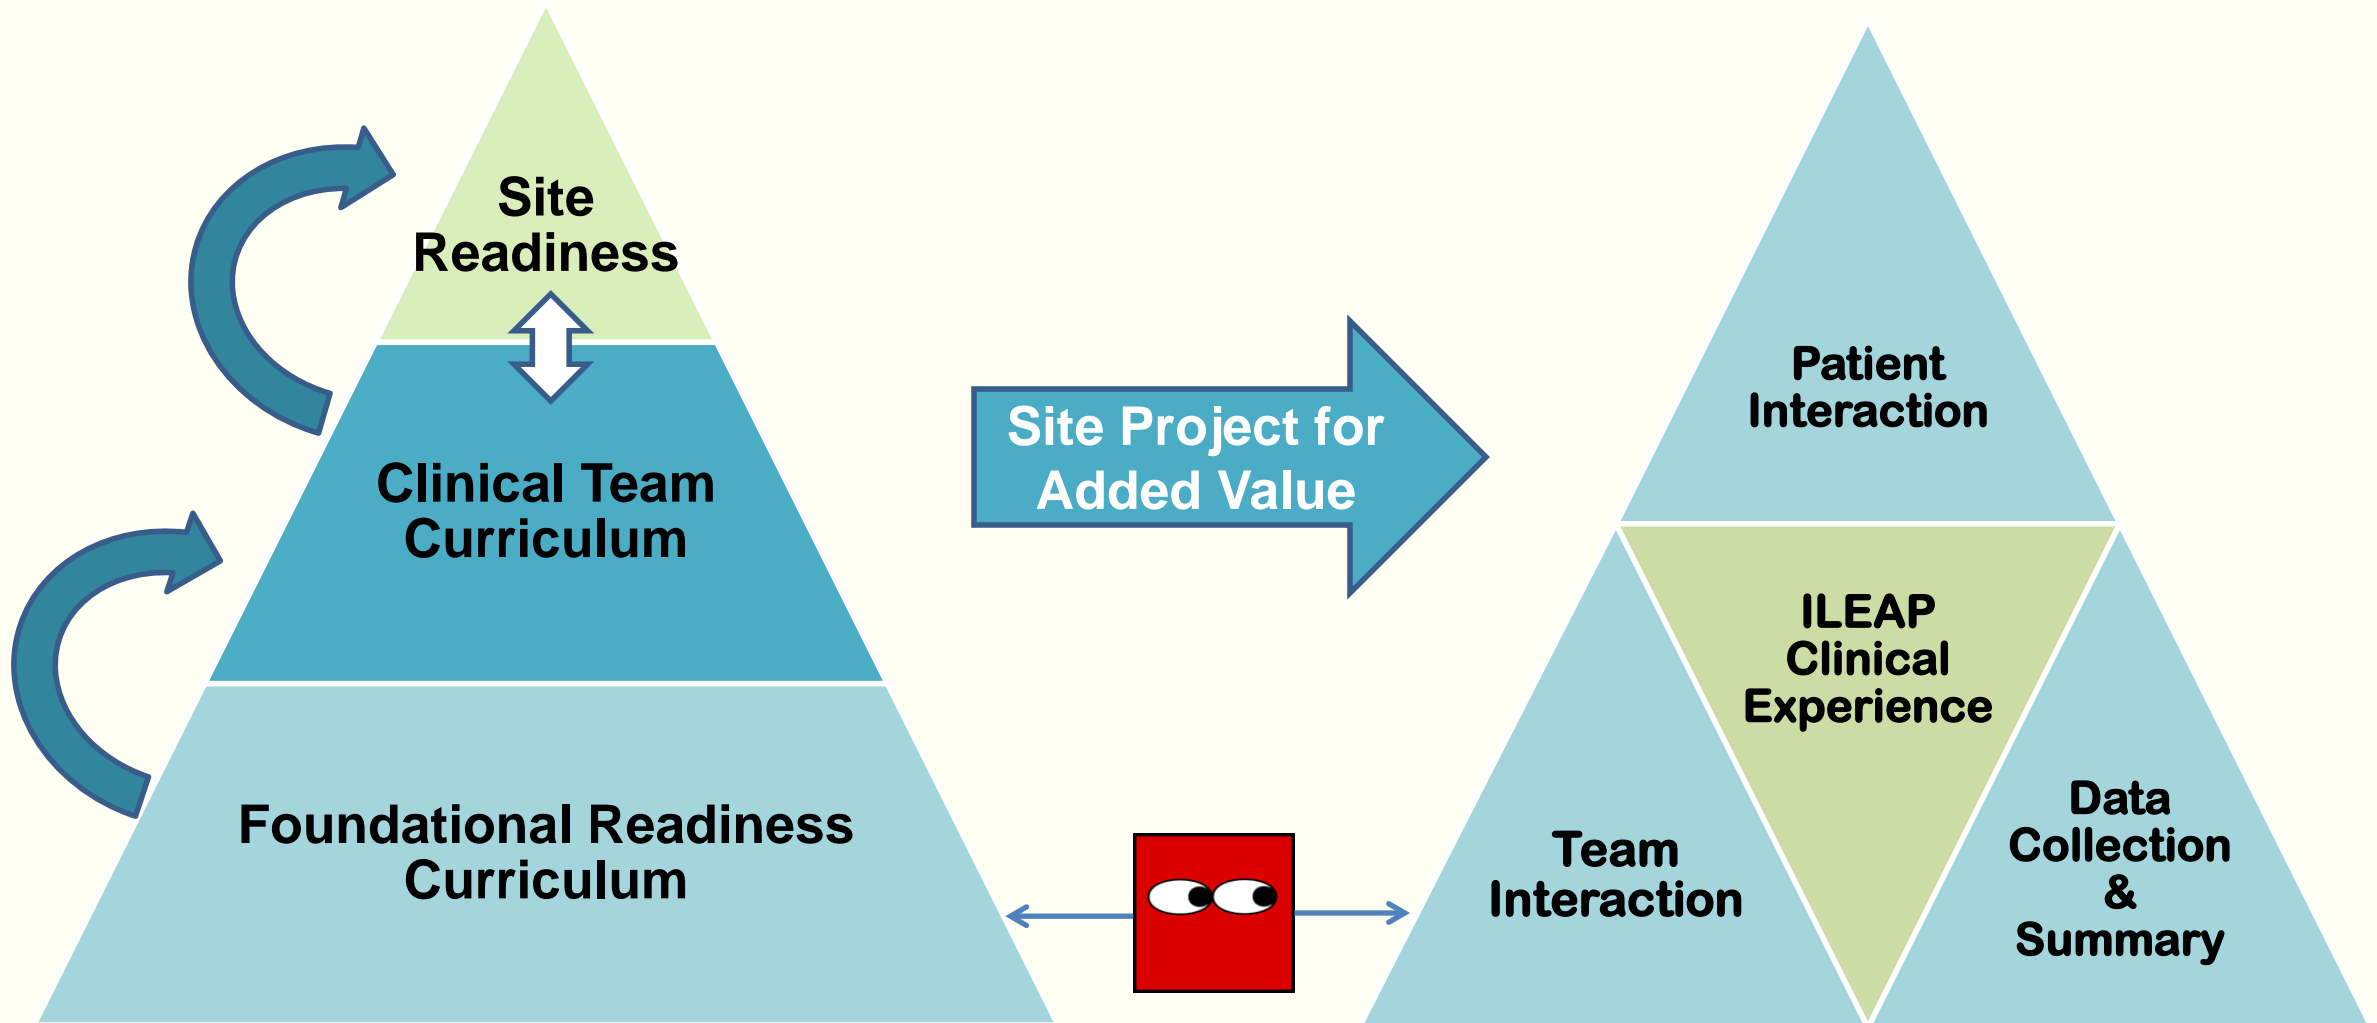 Site
Readiness
Clinical Team
Curriculum
Foundational Readiness
Curriculum
Site Project for
Added Value
Patient
Interaction
ILEAP
Clinical
Experience
Team
Interaction
Data
Collection
&
Summary